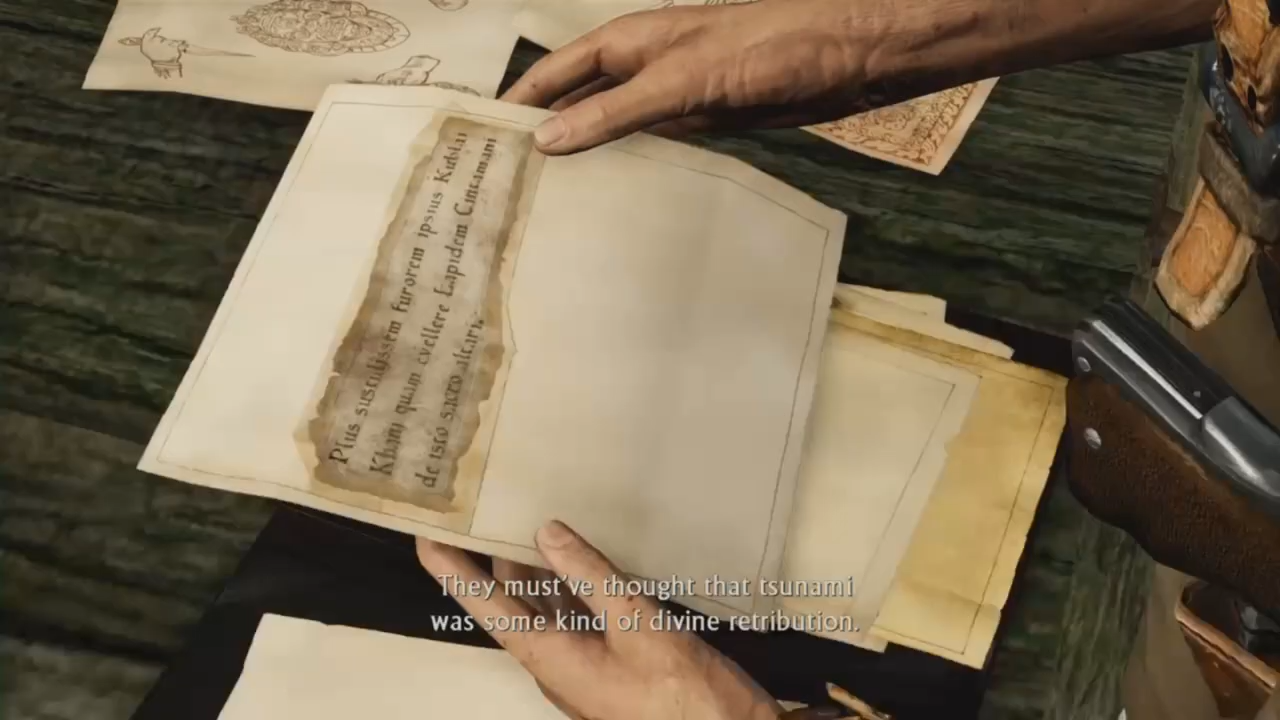 Plus sustulissem furorem ipsius Kublai
Kham quam evellere Lapidem Cintamani
de isto sacro altari.
They must've thought that tsunami
was some kind of divine retribution.